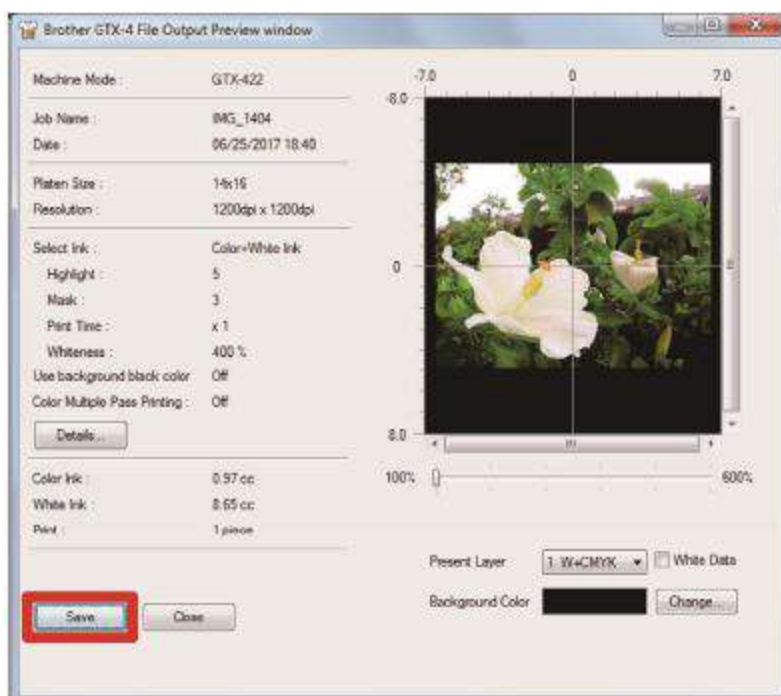 Brother GTX-4 File Output Preview window
Machine Mode : GTX-422
Job Name : IMG_1404
Date : 06/25/2017 18:40
Platen Size : 14x16
Resolution : 1200dpi x 1200dpi
Select Ink : Color+White Ink
Highlight : 5
Mask : 3
Print Time : x 1
Whiteness : 400 %
Use background black color Off
Color Multiple Pass Printing : Off
Details...
Color Ink : 0.97 cc
White Ink : 8.65 cc
Print : 1 piece
Save Close
-7.0 0 7.0
-8.0
0
8.0
100% 600%
Present Layer 1 W+CMYK White Data
Background Color Change...